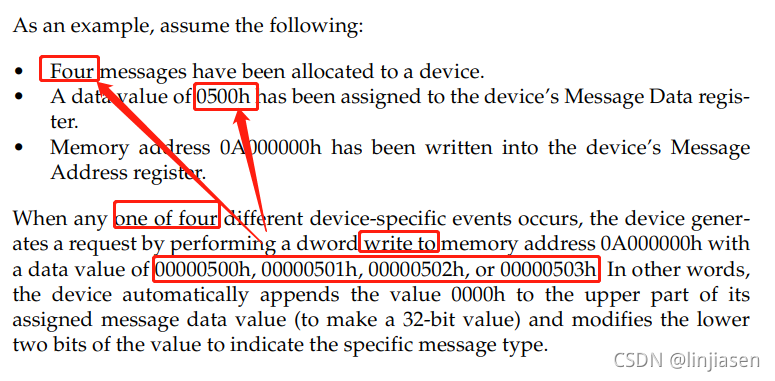 As an example, assume the following:
• Four messages have been allocated to a device.
• A data value of 0500h has been assigned to the device's Message Data regis-
ter.
• Memory address 0A000000h has been written into the device's Message
Address register.
When any one of four different device-specific events occurs, the device gener-
ates a request by performing a dword write to memory address 0A000000h with
a data value of 00000500h, 00000501h, 00000502h, or 00000503h. In other words,
the device automatically appends the value 0000h to the upper part of its
assigned message data value (to make a 32-bit value) and modifies the lower
two bits of the value to indicate the specific message type.
CSDN @linjiasen